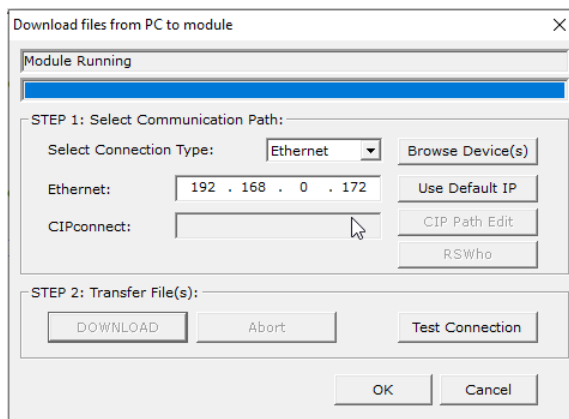 Download files from PC to module
Module Running
STEP 1: Select Communication Path:
Select Connection Type: Ethernet Browse Device(s)
Ethernet: 192 . 168 . 0 . 172 Use Default IP
CIPconnect: CIP Path Edit
RSWho
STEP 2: Transfer File(s):
DOWNLOAD Abort Test Connection
OK Cancel